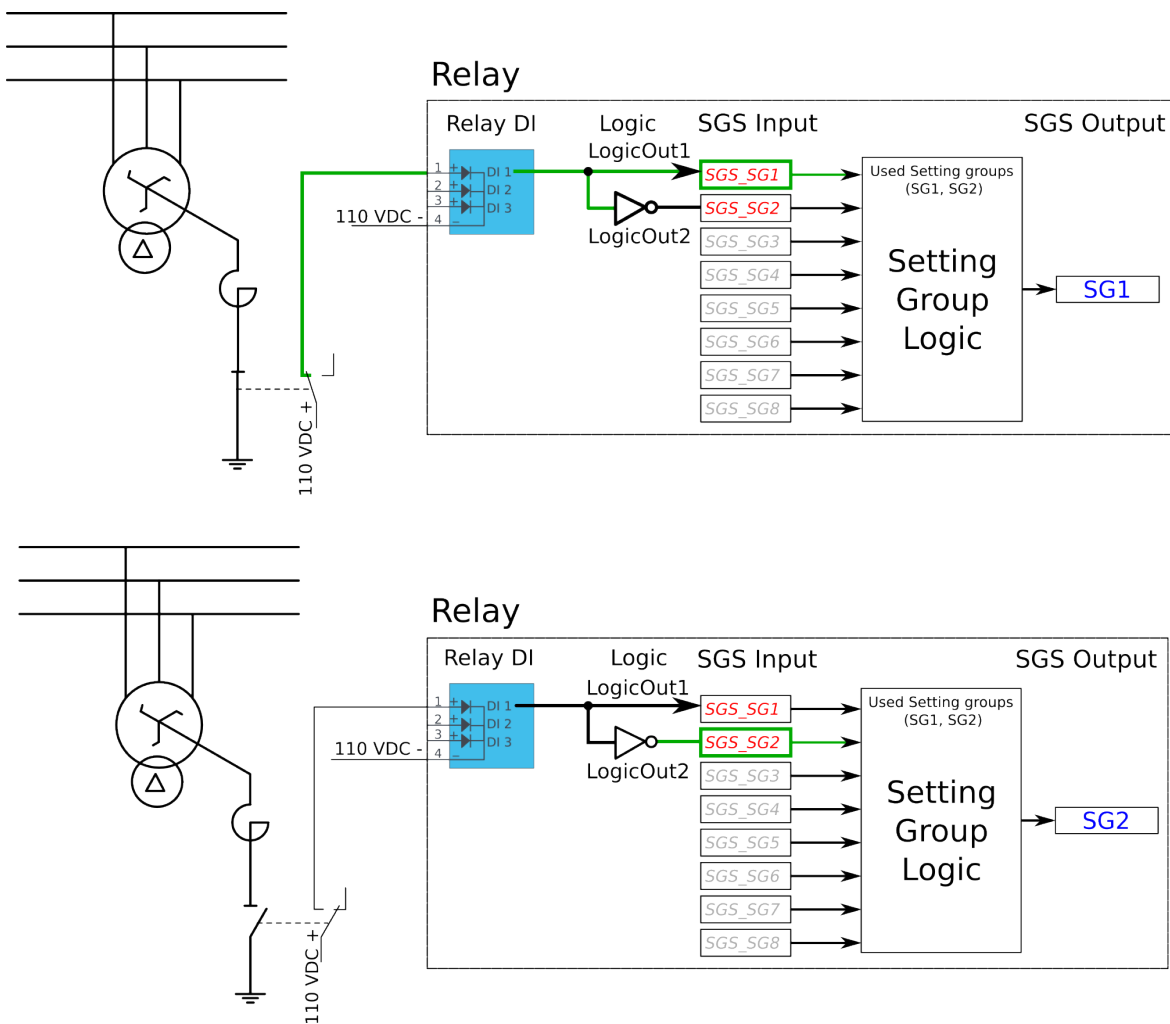 Relay
Relay DI
Logic
SGS Input
SGS Output
LogicOut1
1 + DI 1
2 + DI 2
3 + DI 3
4 −
110 VDC -
LogicOut2
SGS_SG1
SGS_SG2
SGS_SG3
SGS_SG4
SGS_SG5
SGS_SG6
SGS_SG7
SGS_SG8
Used Setting groups
(SG1, SG2)
Setting
Group
Logic
SG1
110 VDC +
Relay
Relay DI
Logic
SGS Input
SGS Output
LogicOut1
1 + DI 1
2 + DI 2
3 + DI 3
4 −
110 VDC -
LogicOut2
SGS_SG1
SGS_SG2
SGS_SG3
SGS_SG4
SGS_SG5
SGS_SG6
SGS_SG7
SGS_SG8
Used Setting groups
(SG1, SG2)
Setting
Group
Logic
SG2
110 VDC +